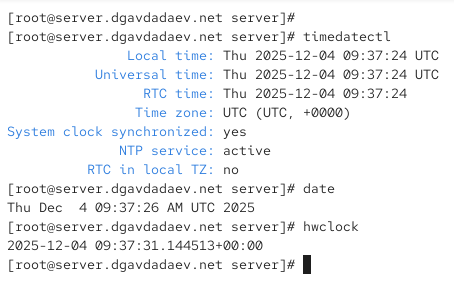 [root@server.dgavdadaev.net server]#
[root@server.dgavdadaev.net server]# timedatectl
Local time: Thu 2025-12-04 09:37:24 UTC
Universal time: Thu 2025-12-04 09:37:24 UTC
RTC time: Thu 2025-12-04 09:37:24
Time zone: UTC (UTC, +0000)
System clock synchronized: yes
NTP service: active
RTC in local TZ: no
[root@server.dgavdadaev.net server]# date
Thu Dec  4 09:37:26 AM UTC 2025
[root@server.dgavdadaev.net server]# hwclock
2025-12-04 09:37:31.144513+00:00
[root@server.dgavdadaev.net server]#